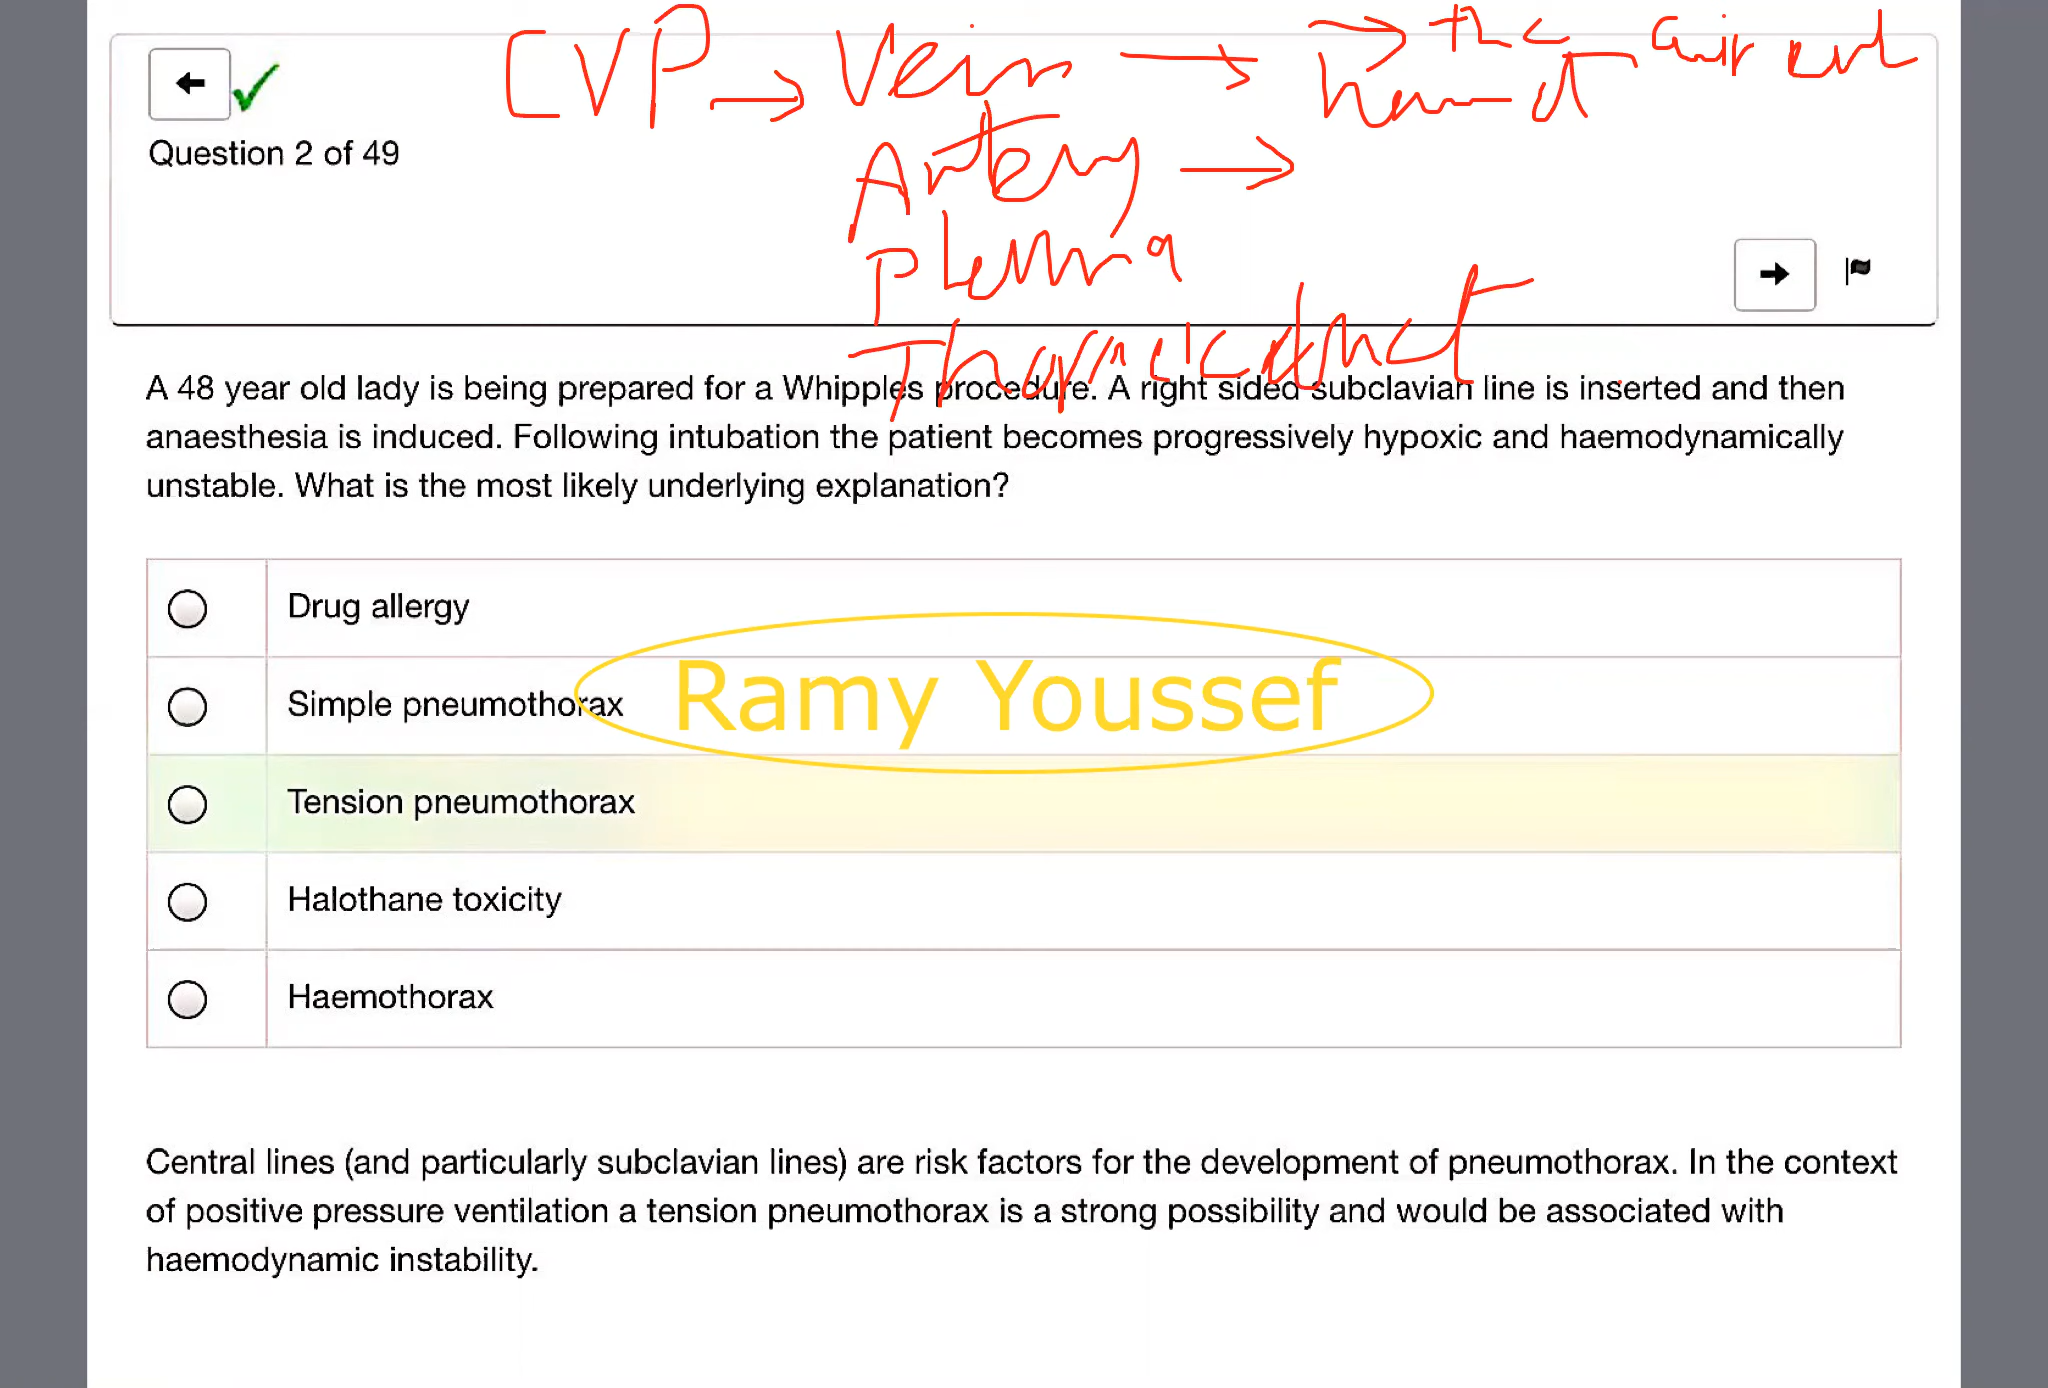 CVP → Vein → → the air evl
Artery →
Pleura
Thoracic duct
Question 2 of 49
A 48 year old lady is being prepared for a Whipples procedure. A right sided subclavian line is inserted and then
anaesthesia is induced. Following intubation the patient becomes progressively hypoxic and haemodynamically
unstable. What is the most likely underlying explanation?
Drug allergy
Simple pneumothorax
Ramy Youssef
Tension pneumothorax
Halothane toxicity
Haemothorax
Central lines (and particularly subclavian lines) are risk factors for the development of pneumothorax. In the context
of positive pressure ventilation a tension pneumothorax is a strong possibility and would be associated with
haemodynamic instability.